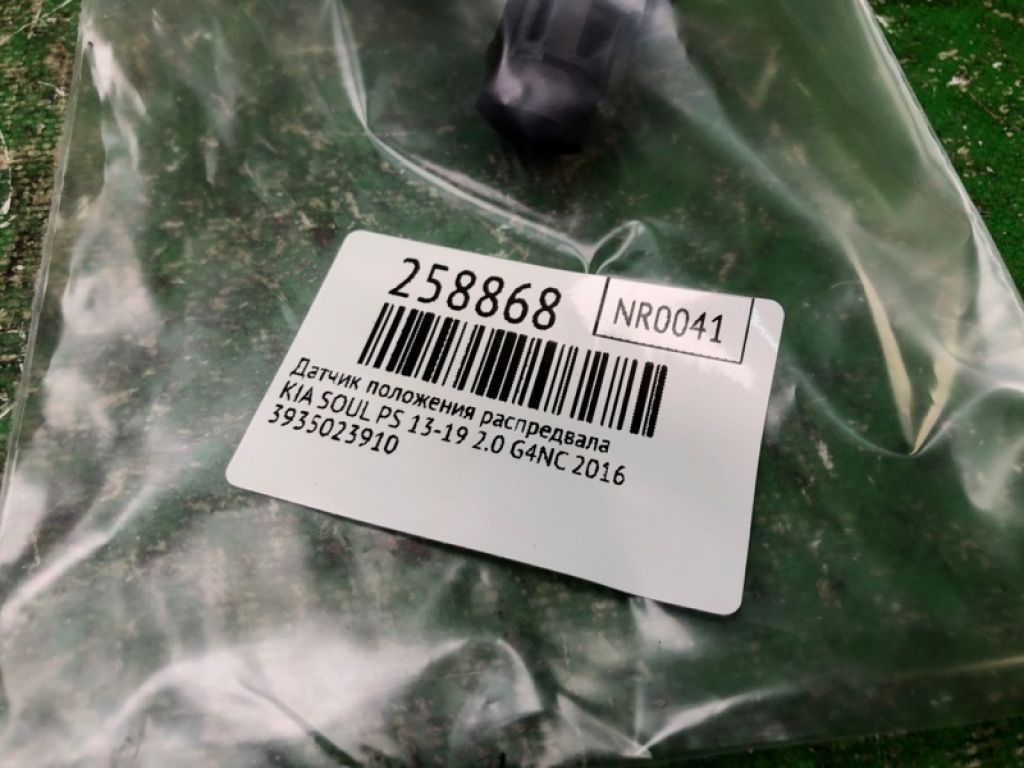 258868
NR0041
Датчик положения распредвала
KIA SOUL PS 13-19 2.0 G4NC 2016
3935023910